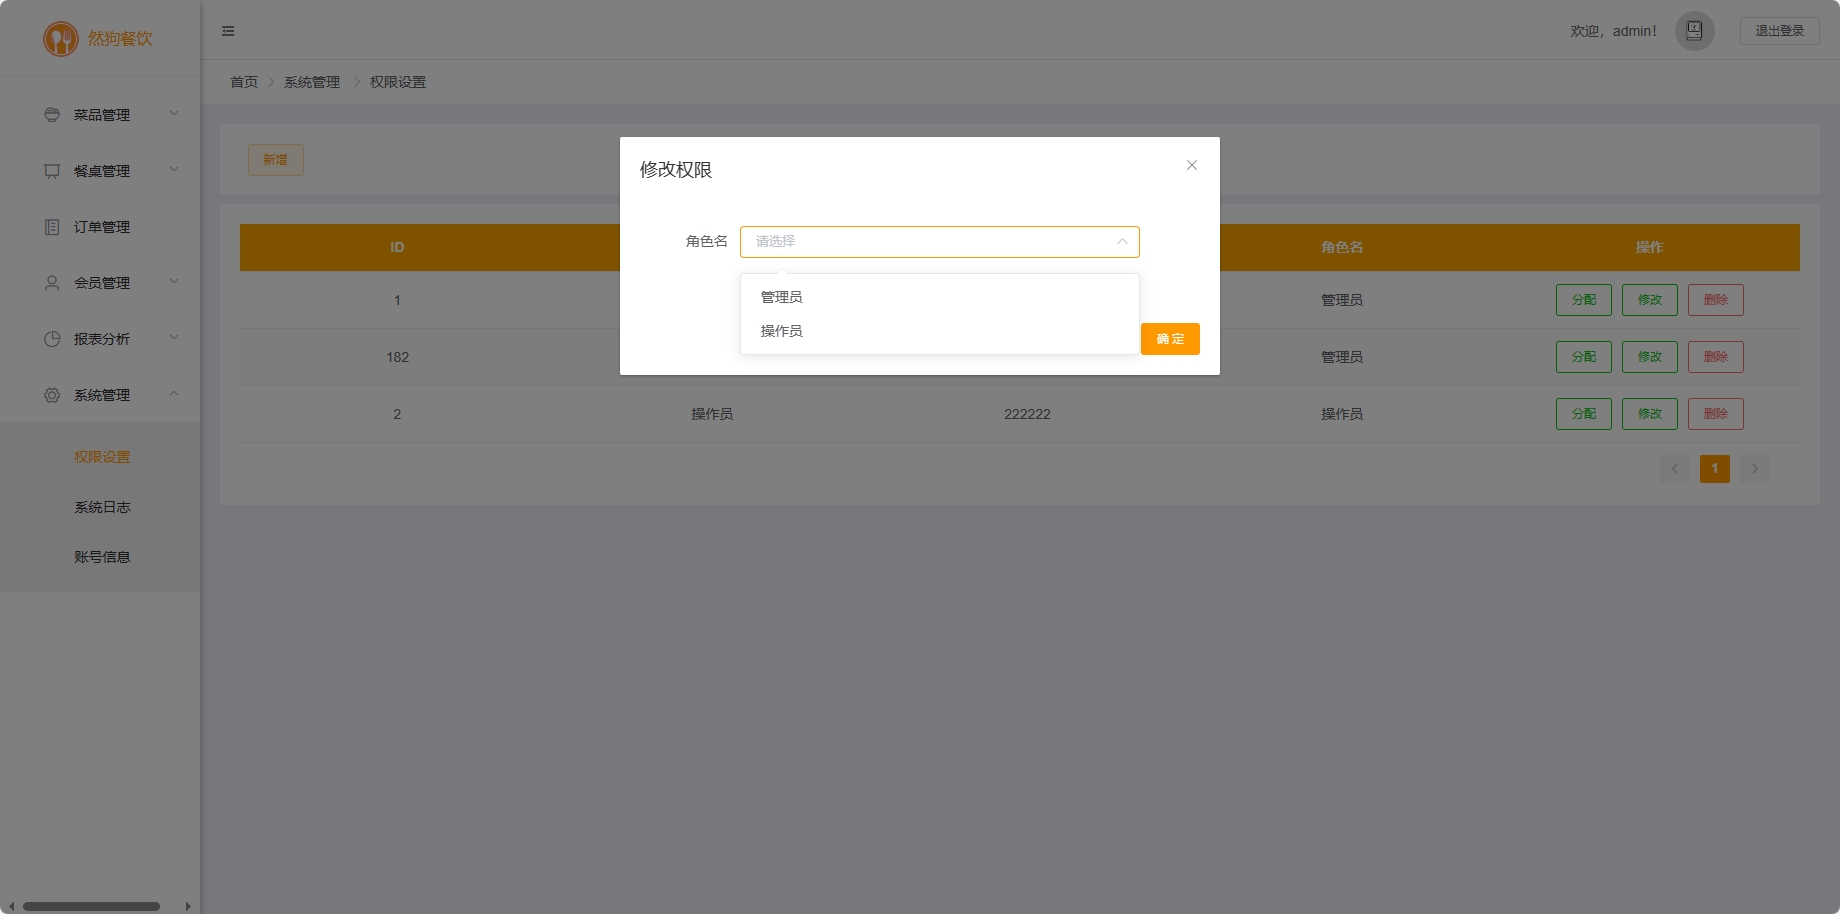 然狗餐饮
欢迎，admin!
退出登录
首页
系统管理
权限设置
菜品管理
餐桌管理
订单管理
会员管理
报表分析
系统管理
权限设置
系统日志
账号信息
新增
修改权限
角色名
请选择
管理员
操作员
确定
ID
角色名
操作
1
管理员
分配
修改
删除
182
管理员
分配
修改
删除
2
操作员
222222
操作员
分配
修改
删除
1